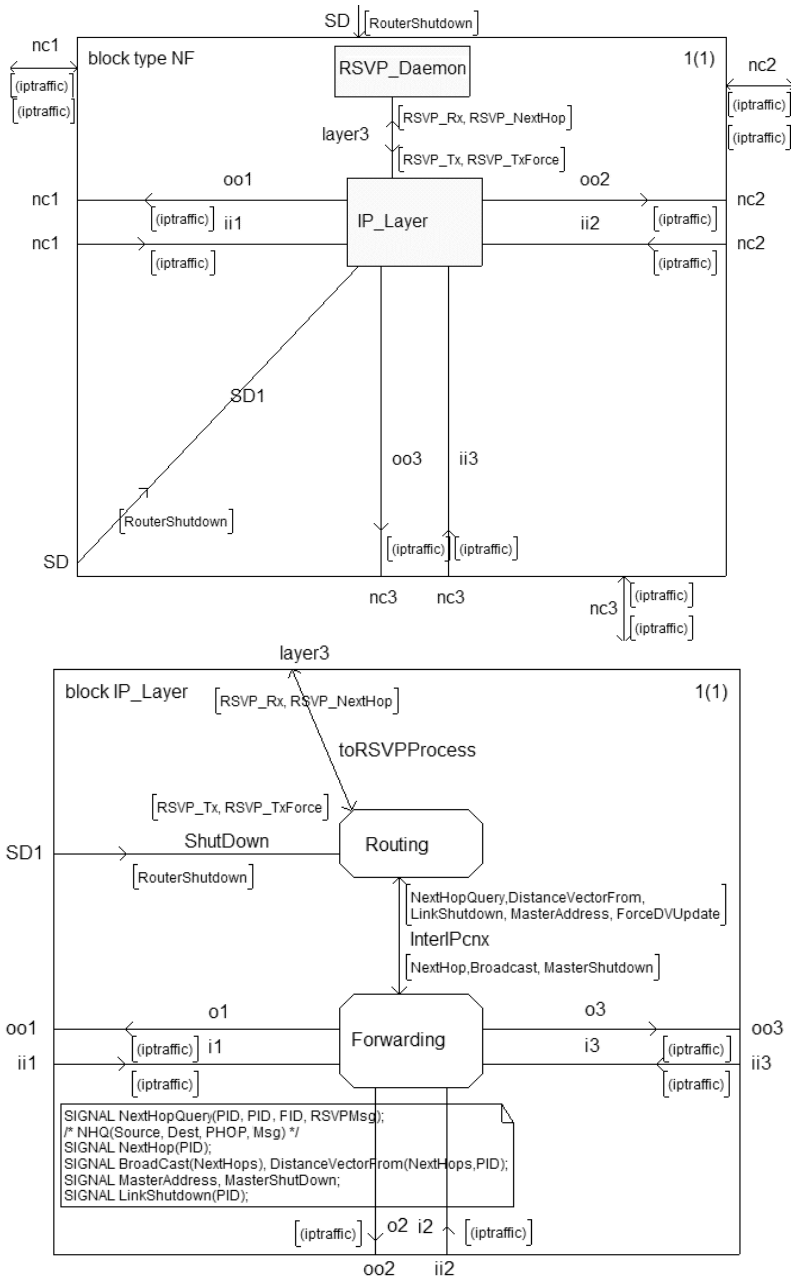 SD
[RouterShutdown]
nc1
block type NF
1(1)
nc2
RSVP_Daemon
[(iptraffic)]
[(iptraffic)]
[(iptraffic)]
[(iptraffic)]
[RSVP_Rx, RSVP_NextHop]
layer3
[RSVP_Tx, RSVP_TxForce]
oo1
oo2
nc1
nc2
[(iptraffic)]
IP_Layer
[(iptraffic)]
ii1
ii2
nc1
nc2
[(iptraffic)]
[(iptraffic)]
SD1
oo3
ii3
[RouterShutdown]
[(iptraffic)]
[(iptraffic)]
SD
nc3
nc3
nc3
[(iptraffic)]
[(iptraffic)]
layer3
block IP_Layer
1(1)
[RSVP_Rx, RSVP_NextHop]
toRSVPProcess
[RSVP_Tx, RSVP_TxForce]
ShutDown
SD1
Routing
[RouterShutdown]
[NextHopQuery,DistanceVectorFrom,
LinkShutdown, MasterAddress, ForceDVUpdate]
InterIPcnx
[NextHop,Broadcast, MasterShutdown]
o1
o3
oo1
oo3
[(iptraffic)]
i1
Forwarding
i3
[(iptraffic)]
ii1
ii3
[(iptraffic)]
[(iptraffic)]
SIGNAL NextHopQuery(PID, PID, FID, RSVPMsg);
/* NHQ(Source, Dest, PHOP, Msg) */
SIGNAL NextHop(PID);
SIGNAL BroadCast(NextHops), DistanceVectorFrom(NextHops,PID);
SIGNAL MasterAddress, MasterShutDown;
SIGNAL LinkShutdown(PID);
[(iptraffic)]
o2
i2
[(iptraffic)]
oo2
ii2